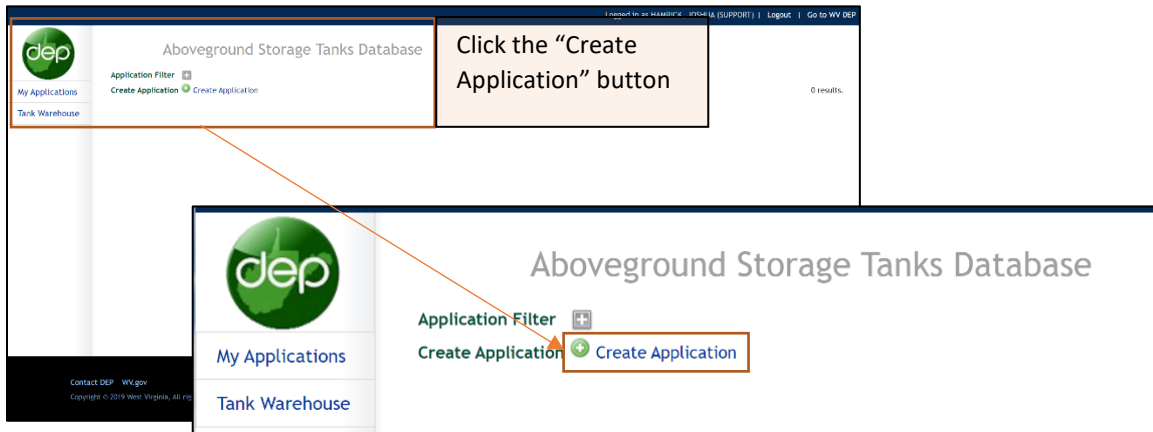 Logged in as HAMRICK, JOSHUA (SUPPORT) | Logout | Go to WV DEP
dep
Aboveground Storage Tanks Database
Application Filter
Create Application Create Application
0 results.
My Applications
Tank Warehouse
Click the “Create
Application” button
Contact DEP WV.gov
Copyright © 2019 West Virginia, All rig
dep
Aboveground Storage Tanks Database
Application Filter
Create Application Create Application
My Applications
Tank Warehouse